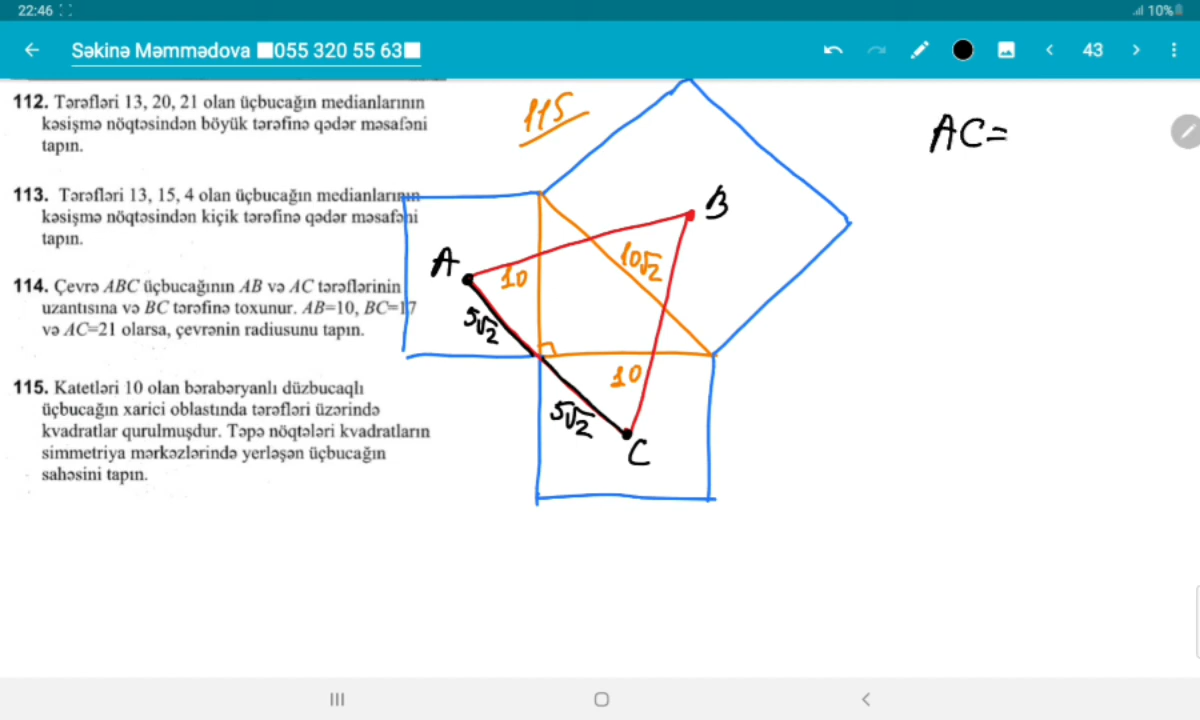 22:46
10%
Səkinə Məmmədova 055 320 55 63
43
112. Tərəfləri 13, 20, 21 olan üçbucağın medianlarının
kəsişmə nöqtəsindən böyük tərəfinə qədər məsafəni
tapın.
113. Tərəfləri 13, 15, 4 olan üçbucağın medianlarının
kəsişmə nöqtəsindən kiçik tərəfinə qədər məsafəni
tapın.
114. Çevrə ABC üçbucağının AB və AC tərəflərinin
uzantısına və BC tərəfinə toxunur. AB=10, BC=17
və AC=21 olarsa, çevrənin radiusunu tapın.
115. Katetləri 10 olan bərabəryanlı düzbucaqlı
üçbucağın xarici oblastında tərəfləri üzərində
kvadratlar qurulmuşdur. Təpə nöqtələri kvadratların
simmetriya mərkəzlərində yerləşən üçbucağın
sahəsini tapın.
115
AC=
B
A
10
10√2
5√2
10
5√2
C